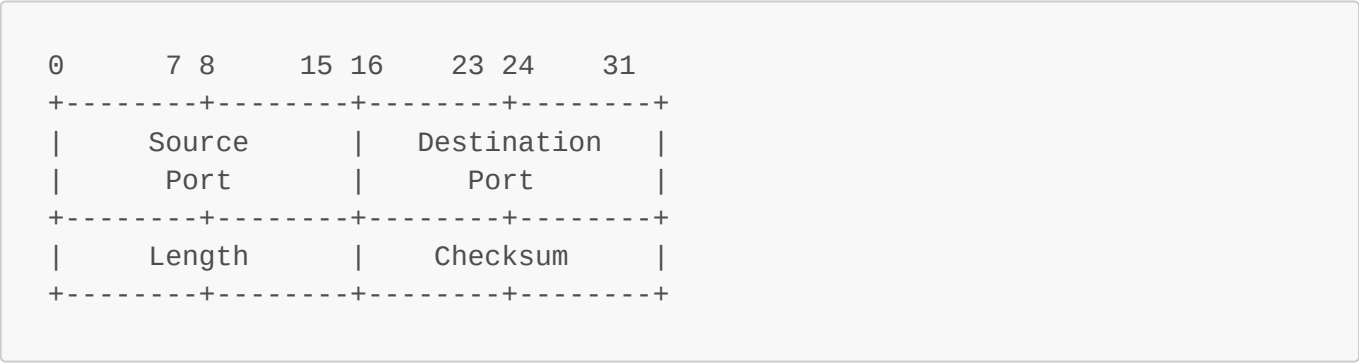 0      7 8     15 16    23 24    31
+--------+--------+--------+--------+
|     Source      |   Destination   |
|      Port       |      Port       |
+--------+--------+--------+--------+
|     Length      |    Checksum     |
+--------+--------+--------+--------+